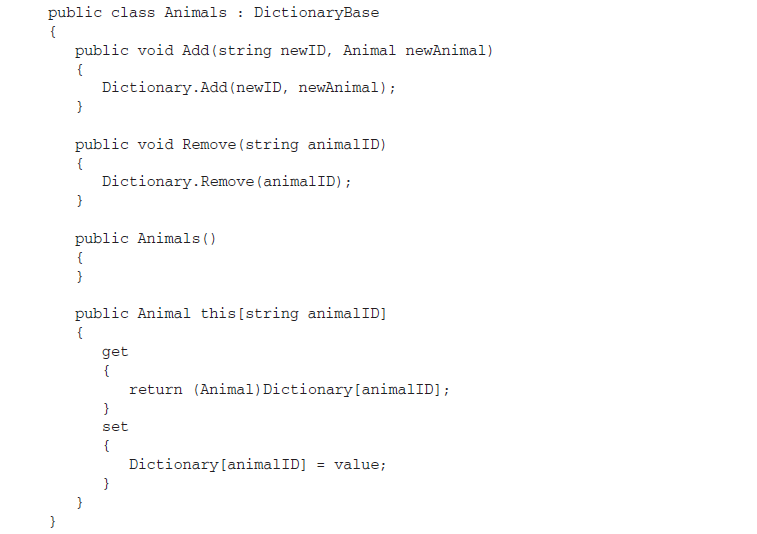 public class Animals : DictionaryBase
{
public void Add(string newID, Animal newAnimal)
{
Dictionary.Add(newID, newAnimal);
}
public void Remove(string animalID)
{
Dictionary.Remove(animalID);
}
public Animals()
{
}
public Animal this[string animalID]
{
get
{
return (Animal)Dictionary[animalID];
}
set
{
Dictionary[animalID] = value;
}
}
}